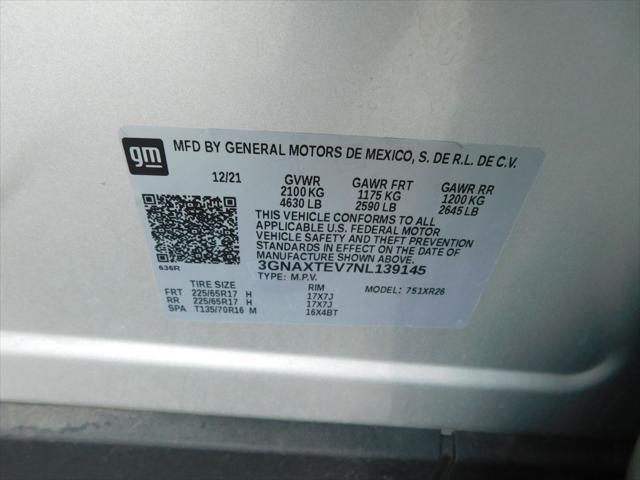 gm MFD BY GENERAL MOTORS DE MEXICO, S. DE R.L. DE C.V.
12/21 GVWR GAWR FRT GAWR RR
2100 KG 1175 KG 1200 KG
4630 LB 2590 LB 2645 LB
THIS VEHICLE CONFORMS TO ALL
APPLICABLE U.S. FEDERAL MOTOR
VEHICLE SAFETY AND THEFT PREVENTION
STANDARDS IN EFFECT ON THE DATE OF
MANUFACTURE SHOWN ABOVE.
636R 3GNAXTEV7NL139145
TYPE: M.P.V.
TIRE SIZE RIM MODEL: 751XR26
FRT 225/65R17 H 17X7J
RR 225/65R17 H 17X7J
SPA T135/70R16 M 16X4BT